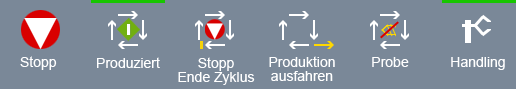 Stopp
Produziert
Stopp
Ende Zyklus
Produktion
ausfahren
Probe
Handling